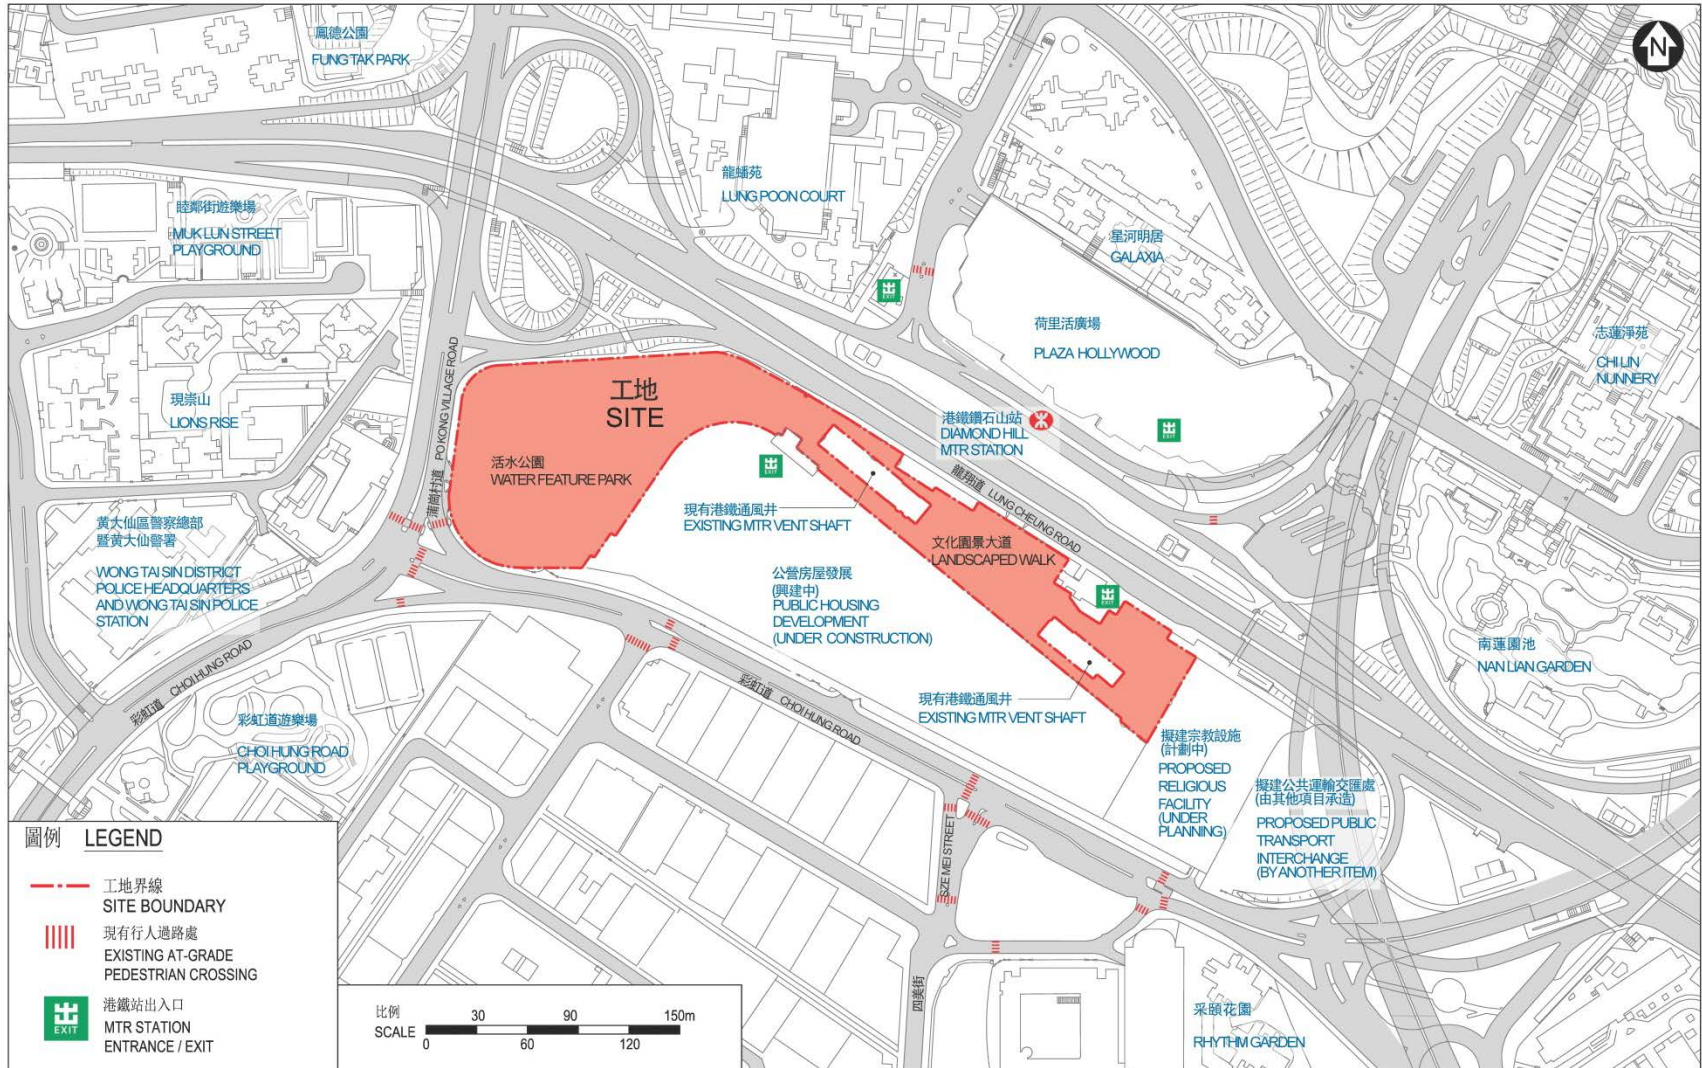 鳳德公園
FUNG TAK PARK
N
龍蟠苑
LUNG POON COURT
睦鄰街遊樂場
MUK LUN STREET
PLAYGROUND
星河明居
GALAXIA
荷里活廣場
PLAZA HOLLYWOOD
志蓮淨苑
CHI LIN
NUNNERY
現崇山
LIONS RISE
蒲崗村道 PO KONG VILLAGE ROAD
工地
SITE
港鐵鑽石山站
DIAMOND HILL
MTR STATION
活水公園
WATER FEATURE PARK
龍翔道 LUNG CHEUNG ROAD
現有港鐵通風井
EXISTING MTR VENT SHAFT
文化園景大道
LANDSCAPED WALK
黃大仙區警察總部
暨黃大仙警署
WONG TAI SIN DISTRICT
POLICE HEADQUARTERS
AND WONG TAI SIN POLICE
STATION
公營房屋發展
(興建中)
PUBLIC HOUSING
DEVELOPMENT
(UNDER CONSTRUCTION)
出
EXIT
出
EXIT
出
EXIT
出
EXIT
南蓮園池
NAN LIAN GARDEN
彩虹道 CHOI HUNG ROAD
彩虹道 CHOI HUNG ROAD
現有港鐵通風井
EXISTING MTR VENT SHAFT
彩虹道遊樂場
CHOI HUNG ROAD
PLAYGROUND
擬建宗教設施
(計劃中)
PROPOSED
RELIGIOUS
FACILITY
(UNDER
PLANNING)
擬建公共運輸交匯處
(由其他項目承造)
PROPOSED PUBLIC
TRANSPORT
INTERCHANGE
(BY ANOTHER ITEM)
SZE MEI STREET
四美街
采頤花園
RHYTHM GARDEN
圖例 LEGEND
工地界線
SITE BOUNDARY
現有行人過路處
EXISTING AT-GRADE
PEDESTRIAN CROSSING
出
EXIT
港鐵站出入口
MTR STATION
ENTRANCE / EXIT
比例
SCALE
30 90 150m
0 60 120